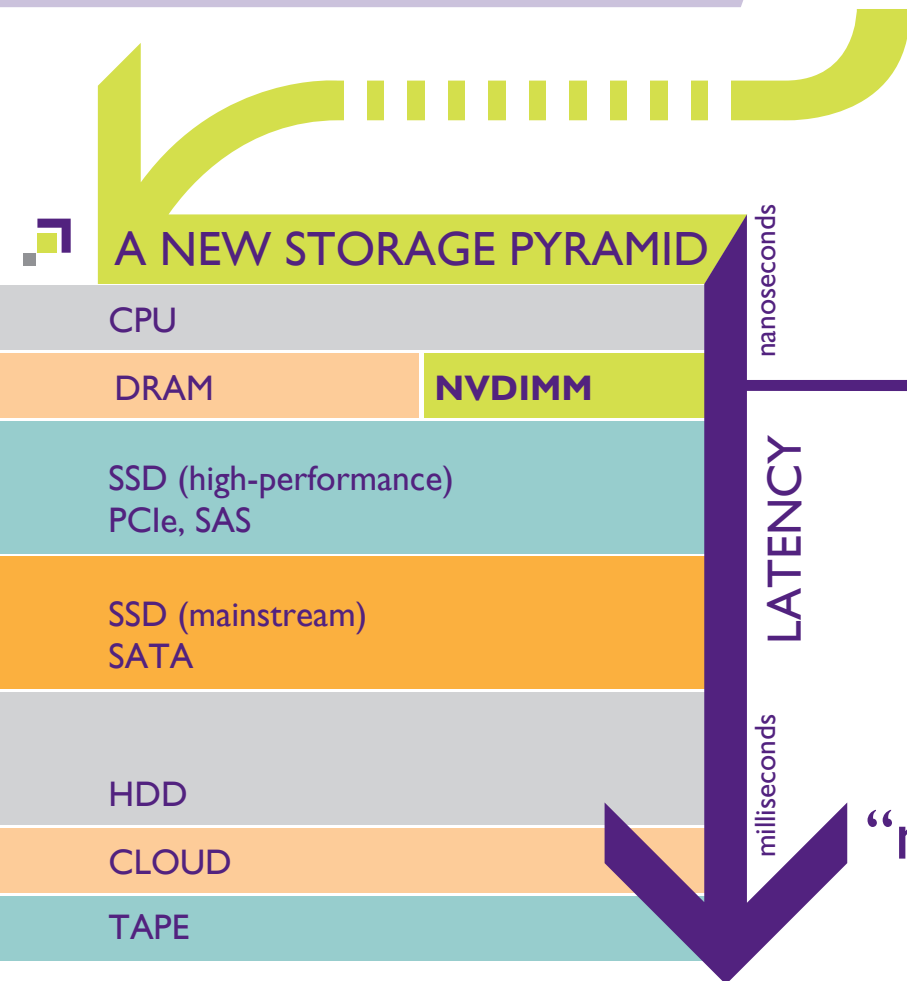 A NEW STORAGE PYRAMID
nanoseconds
CPU
DRAM
NVDIMM
SSD (high-performance)
PCIe, SAS
LATENCY
SSD (mainstream)
SATA
milliseconds
HDD
CLOUD
TAPE